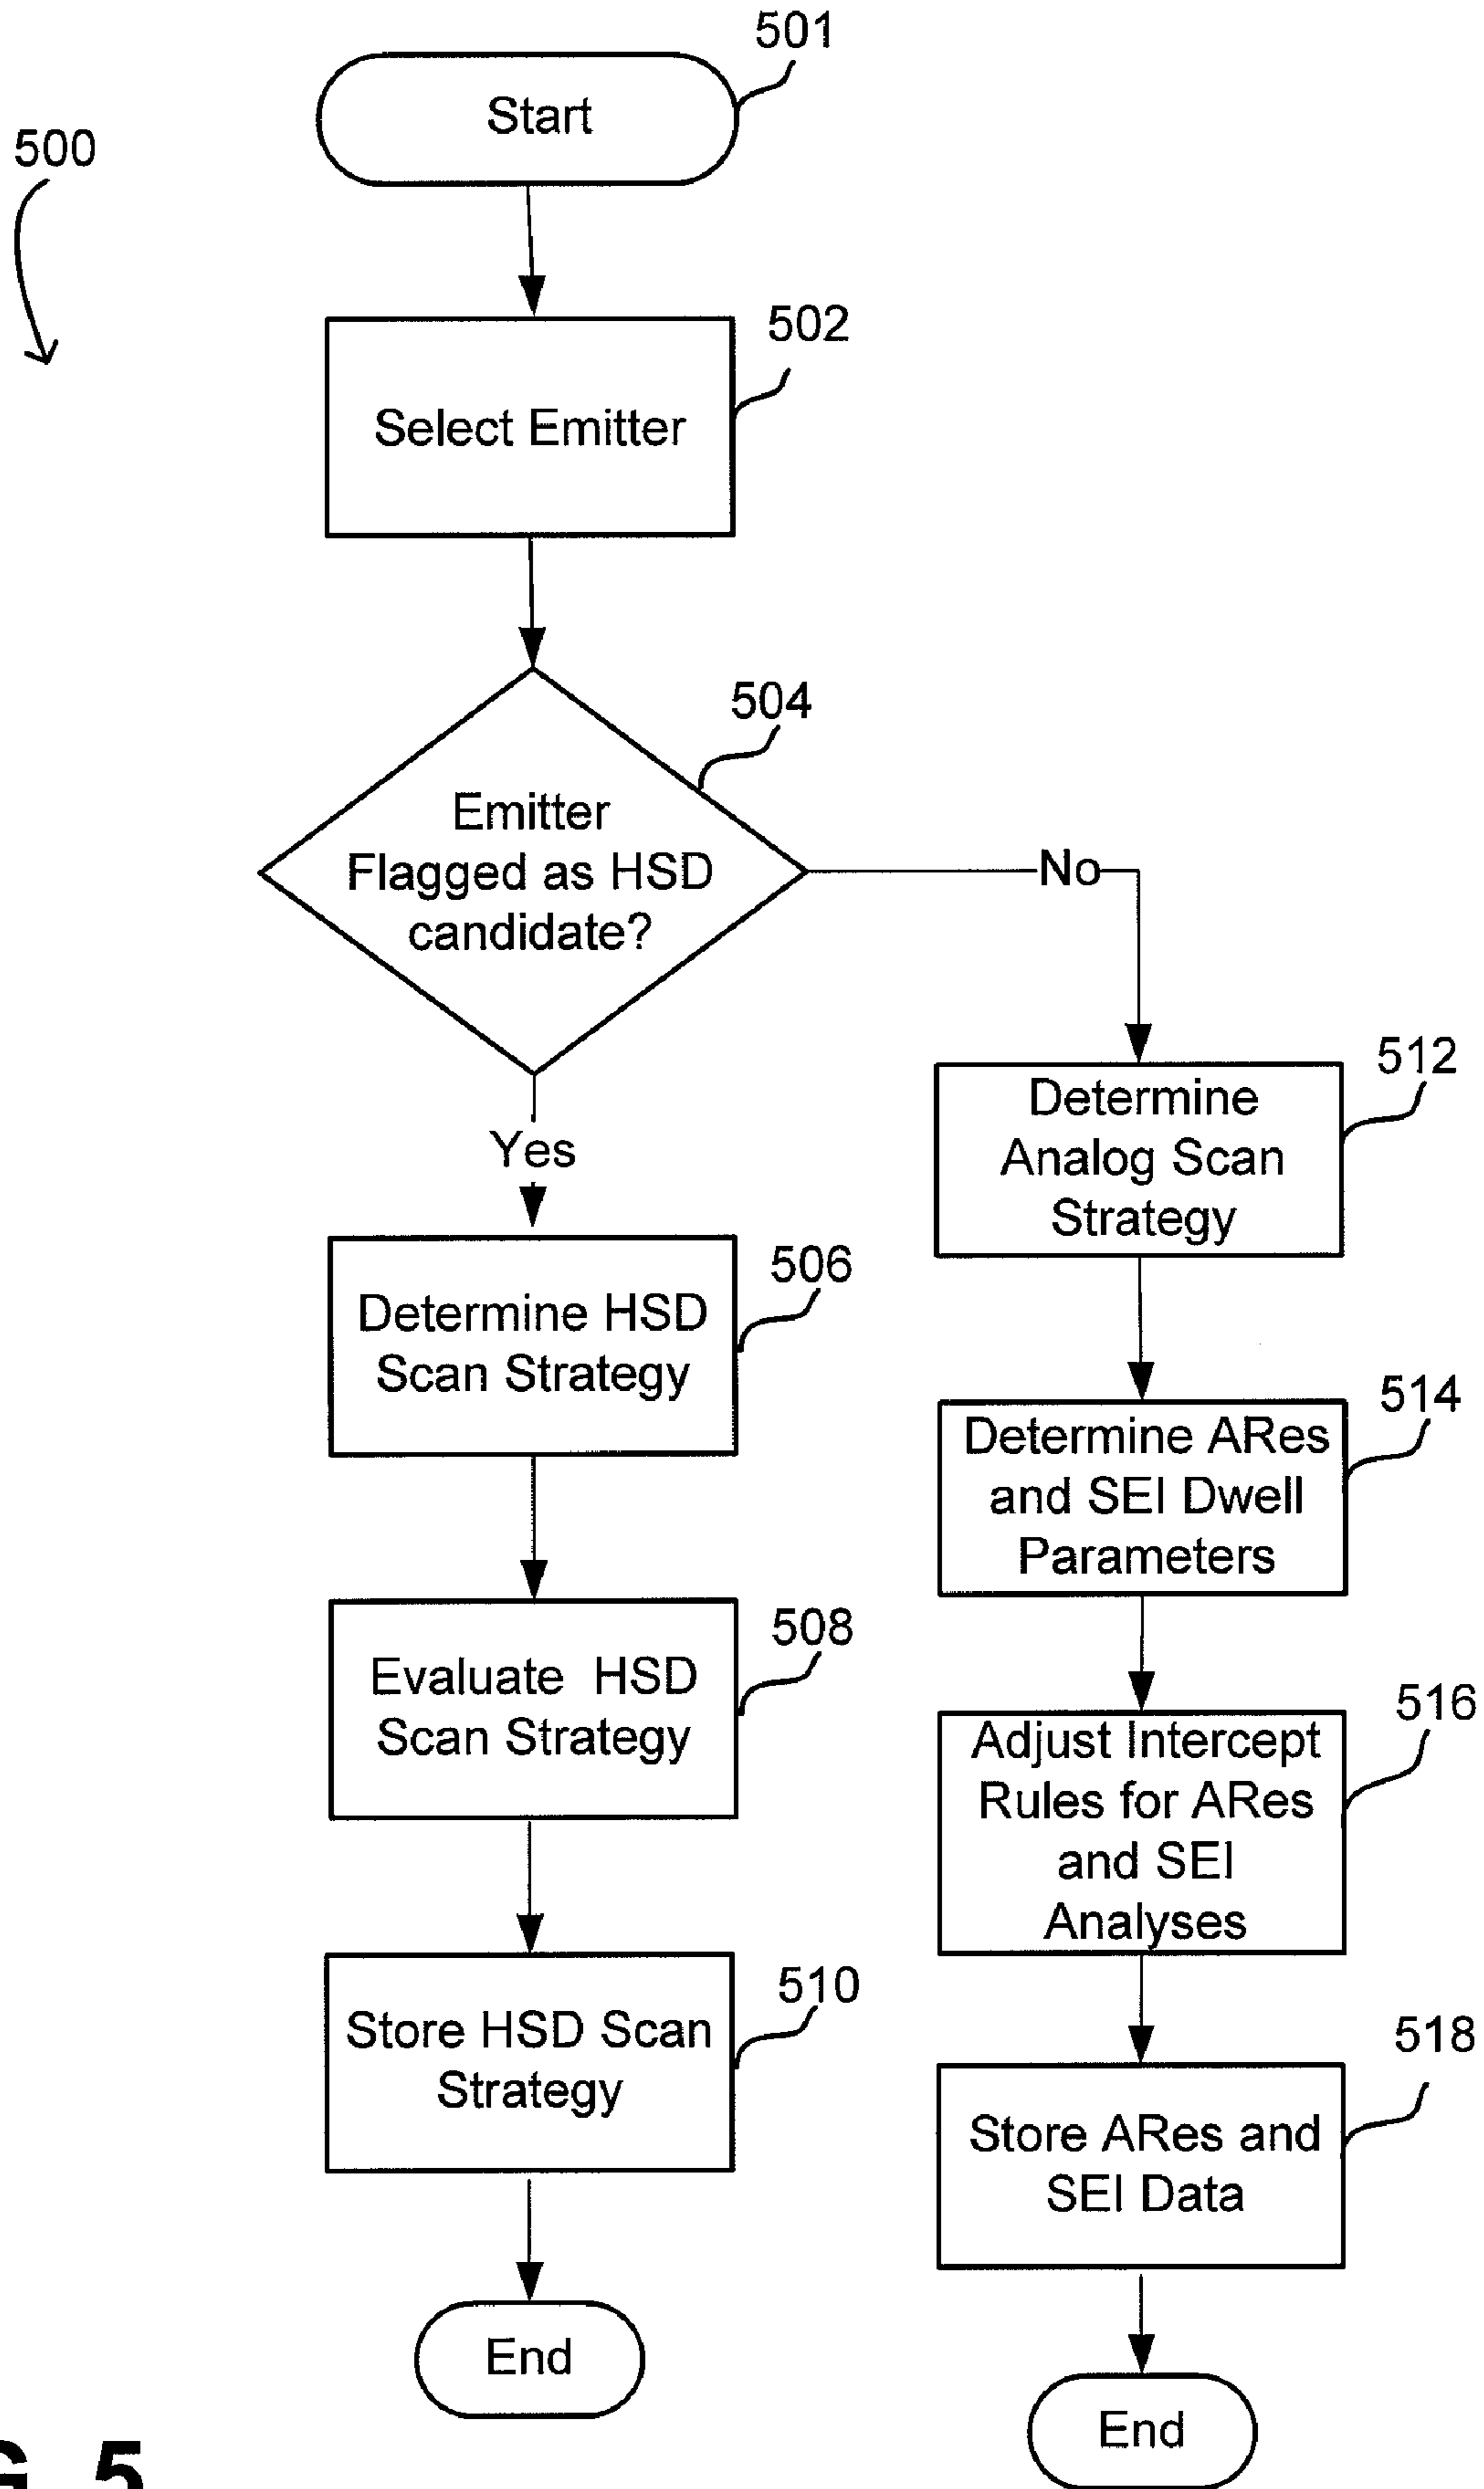 501
Start
500
502
Select Emitter
504
Emitter
Flagged as HSD
candidate?
No
Yes
506
Determine HSD
Scan Strategy
508
Evaluate HSD
Scan Strategy
510
Store HSD Scan
Strategy
End
512
Determine
Analog Scan
Strategy
514
Determine ARes
and SEI Dwell
Parameters
516
Adjust Intercept
Rules for ARes
and SEI
Analyses
518
Store ARes and
SEI Data
End
5